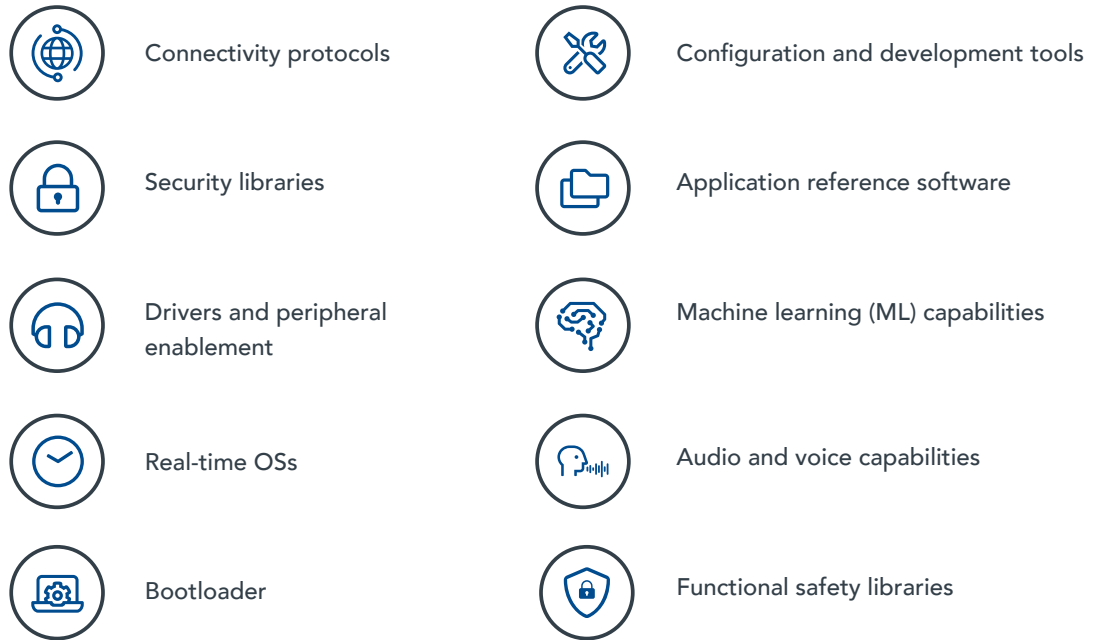 Connectivity protocols
Configuration and development tools
Security libraries
Application reference software
Drivers and peripheral
enablement
Machine learning (ML) capabilities
Real-time OSs
Audio and voice capabilities
Bootloader
Functional safety libraries